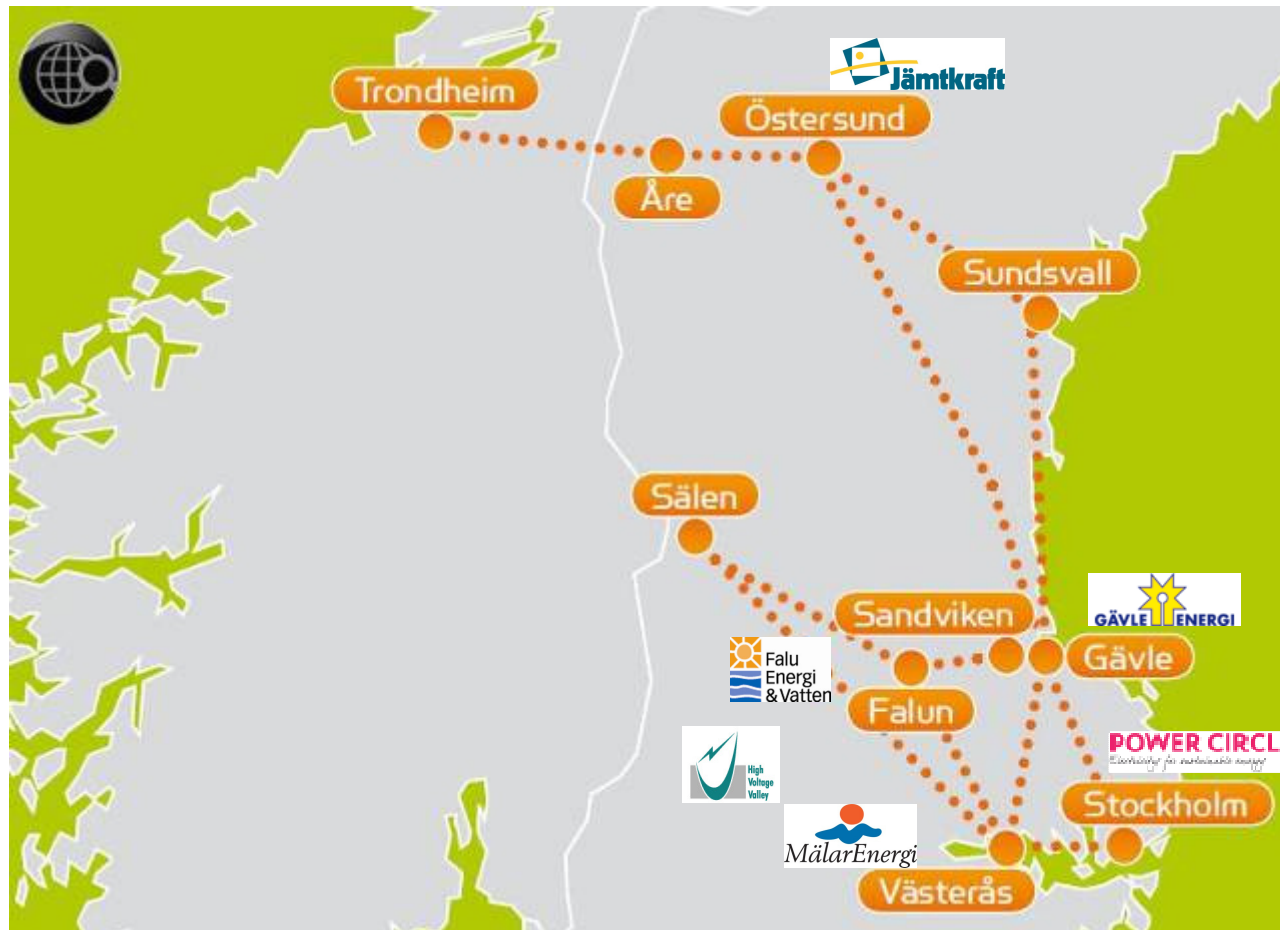 Jämtkraft
Trondheim
Östersund
Åre
Sundsvall
Sälen
GÄVLE ENERGI
Sandviken
Gävle
Falu
Energi
& Vatten
Falun
POWER CIRCL
High
Voltage
Valley
Stockholm
MälarEnergi
Västerås